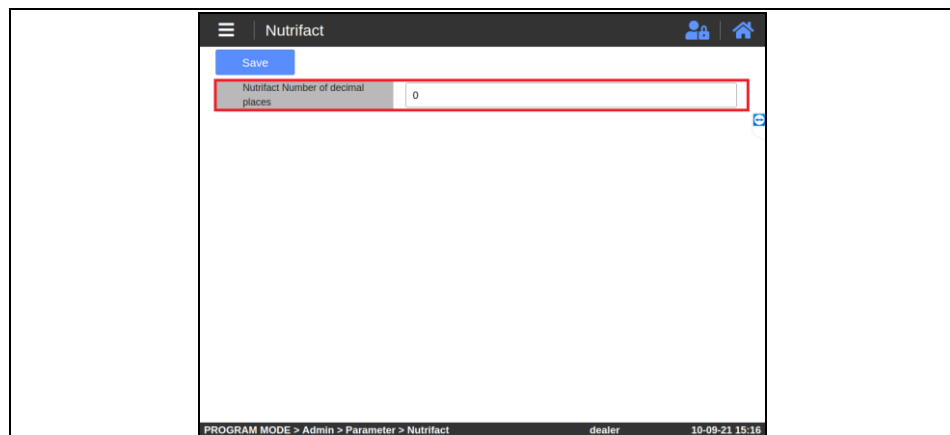 Nutrifact
Save
Nutrifact Number of decimal
places
0
PROGRAM MODE > Admin > Parameter > Nutrifact dealer 10-09-21 15:16